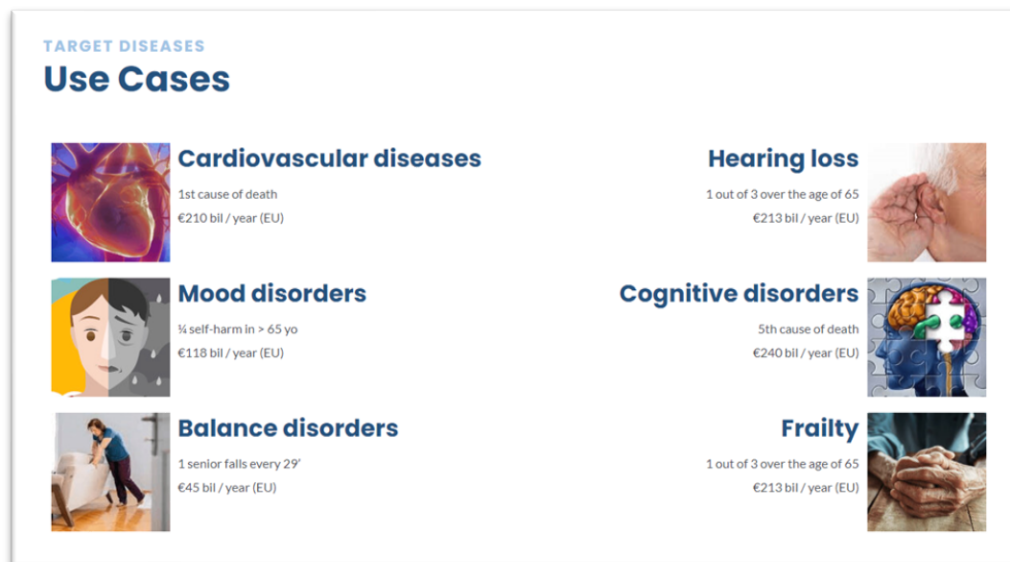 TARGET DISEASES
Use Cases
Cardiovascular diseases
1st cause of death
€210 bil / year (EU)
Hearing loss
1 out of 3 over the age of 65
€213 bil / year (EU)
Mood disorders
¼ self-harm in > 65 yo
€118 bil / year (EU)
Cognitive disorders
5th cause of death
€240 bil / year (EU)
Balance disorders
1 senior falls every 29’
€45 bil / year (EU)
Frailty
1 out of 3 over the age of 65
€213 bil / year (EU)